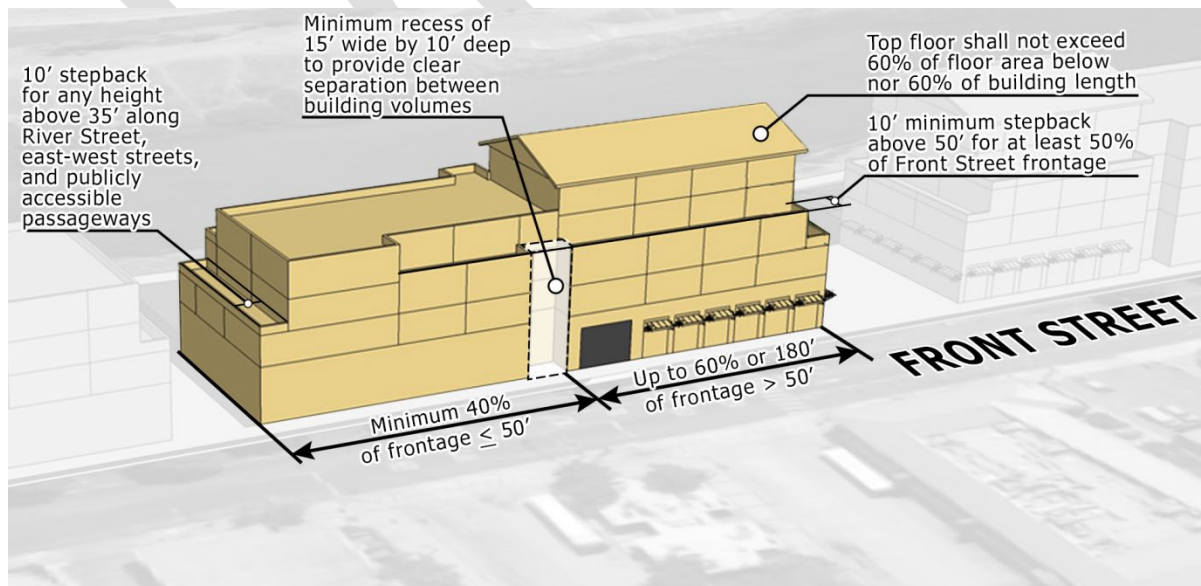 Minimum recess of
15’ wide by 10’ deep
to provide clear
separation between
building volumes
Top floor shall not exceed
60% of floor area below
nor 60% of building length
10’ stepback
for any height
above 35’ along
River Street,
east-west streets,
and publicly
accessible
passageways
10’ minimum stepback
above 50’ for at least 50%
of Front Street frontage
FRONT STREET
Up to 60% or 180’
of frontage > 50’
Minimum 40%
of frontage ≤ 50’